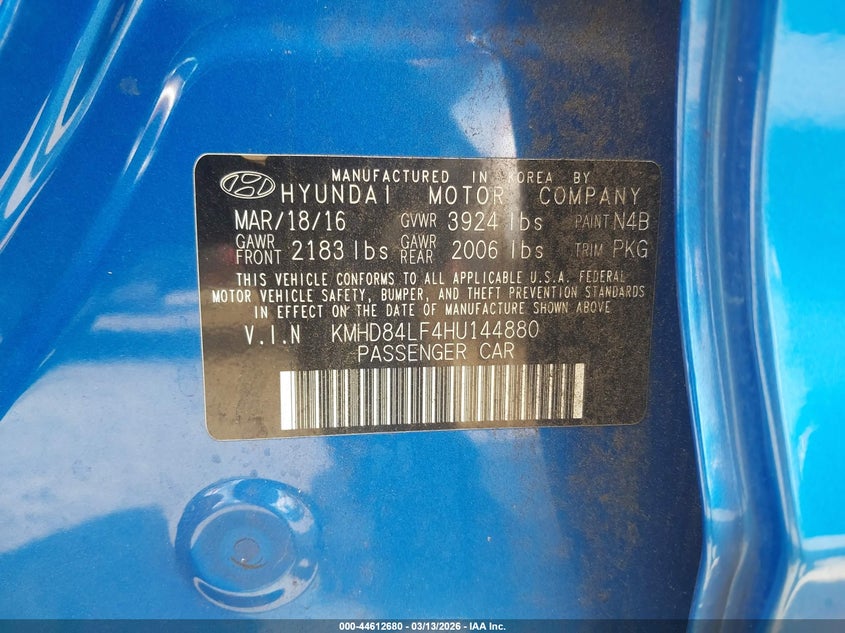 MANUFACTURED IN KOREA BY
HYUNDAI MOTOR COMPANY
MAR/18/16 GVWR 3924 lbs PAINT N4B
GAWR FRONT 2183 lbs GAWR REAR 2006 lbs TRIM PKG
THIS VEHICLE CONFORMS TO ALL APPLICABLE U.S.A. FEDERAL
MOTOR VEHICLE SAFETY, BUMPER, AND THEFT PREVENTION STANDARDS
IN EFFECT ON THE DATE OF MANUFACTURE SHOWN ABOVE
V.I.N KMHD84LF4HU144880
PASSENGER CAR
000-44612680 | 03/13/2026 - IAA Inc.